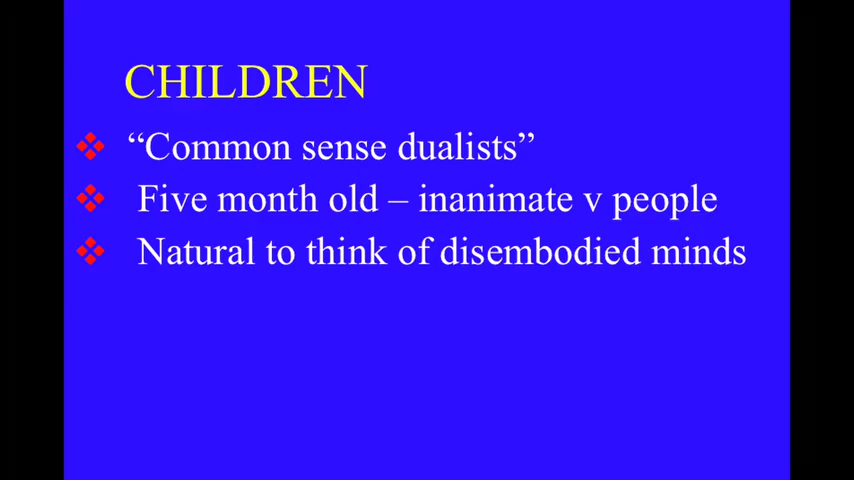 CHILDREN
“Common sense dualists”
Five month old – inanimate v people
Natural to think of disembodied minds